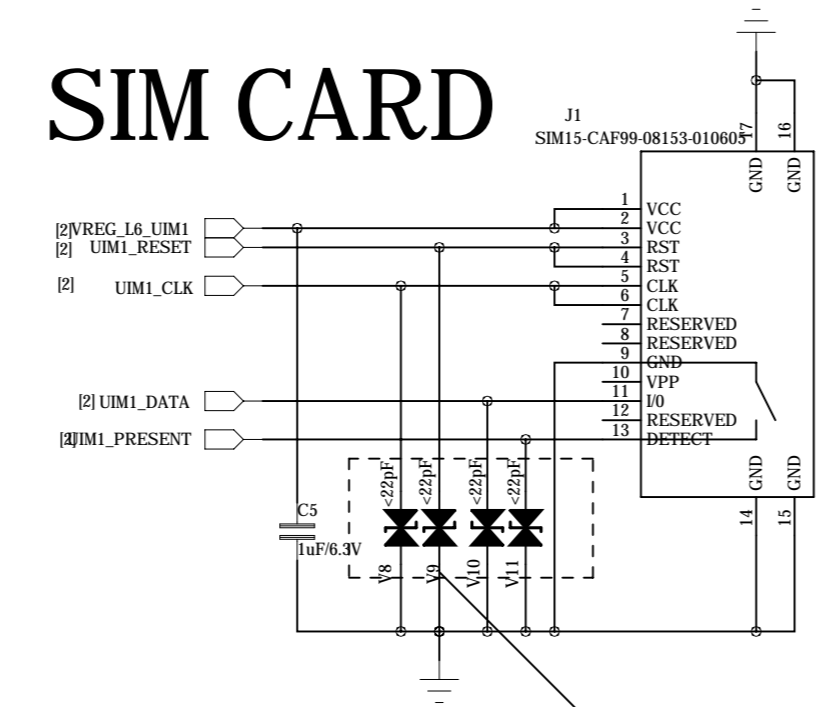 SIM CARD
J1
SIM15-CAF99-08153-010605
17
16
GND
GND
[2]VREG_L6_UIM1
[2] UIM1_RESET
[2] UIM1_CLK
[2] UIM1_DATA
UIM1_PRESENT
1 VCC
2 VCC
3 RST
4 RST
5 CLK
6 CLK
7 RESERVED
8 RESERVED
9 GND
10 VPP
11 I/0
12 RESERVED
13 DETECT
GND
GND
14
15
C5
1uF/6.3V
<22pF
<22pF
<22pF
<22pF
V8
V9
V10
V11